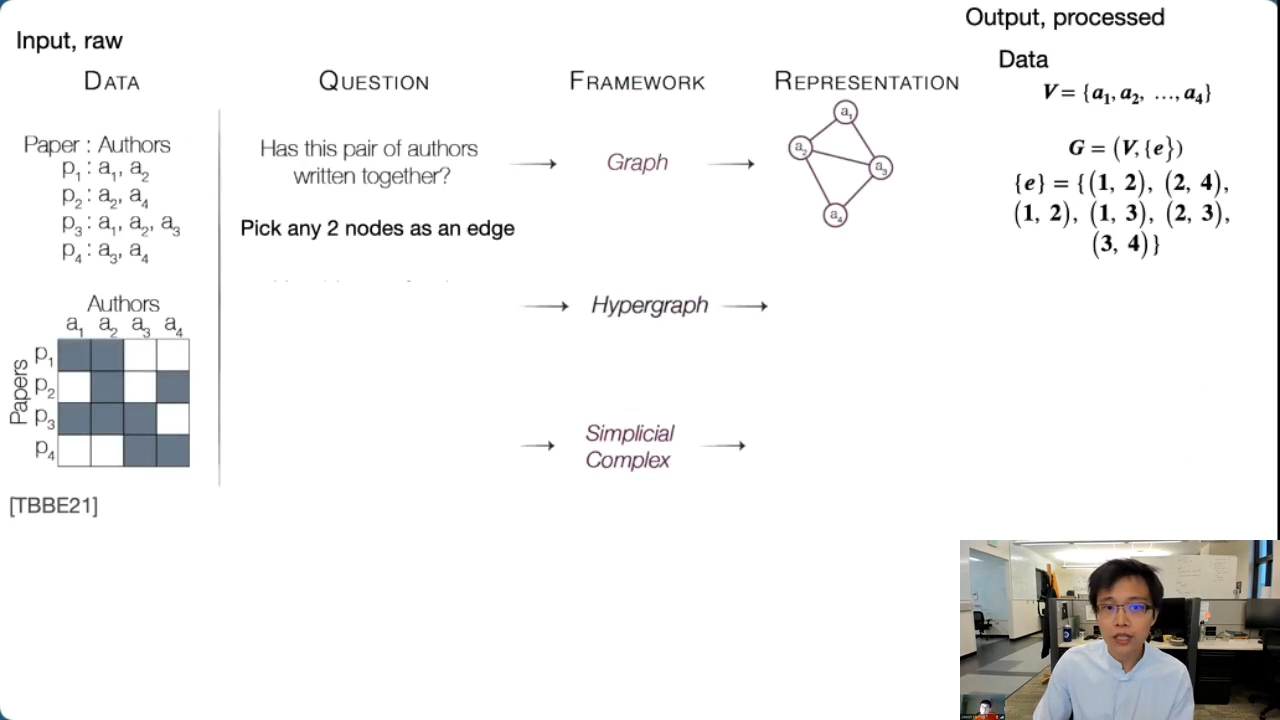 Input, raw
Output, processed
DATA
QUESTION
FRAMEWORK
REPRESENTATION
Data
V = {a₁, a₂, …, a₄}
Paper : Authors
p₁ : a₁, a₂
p₂ : a₂, a₄
p₃ : a₁, a₂, a₃
p₄ : a₃, a₄
Has this pair of authors
written together?
Pick any 2 nodes as an edge
Graph
a₁
a₂
a₃
a₄
G = (V, {e})
{e} = {(1, 2), (2, 4),
(1, 2), (1, 3), (2, 3),
(3, 4)}
Hypergraph
Simplicial
Complex
Authors
a₁ a₂ a₃ a₄
Papers
p₁
p₂
p₃
p₄
[TBBE21]